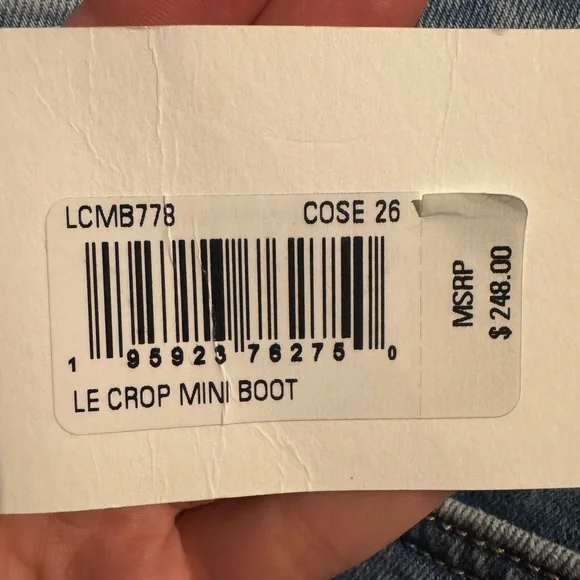 LCMB778 COSE 26
1 95923 76275 0
LE CROP MINI BOOT
MSRP
$ 248.00